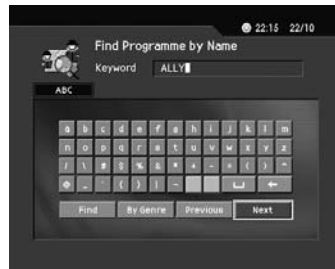 22:15 22/10
Find Programme by Name
Keyword ALLY
ABC
a b c d e f g h i j k l m
n o p q r s t u v w x y z
/ \ # $ % & * + - = ( ) ^
@ _ ' { } | ~
Find By Genre Previous Next